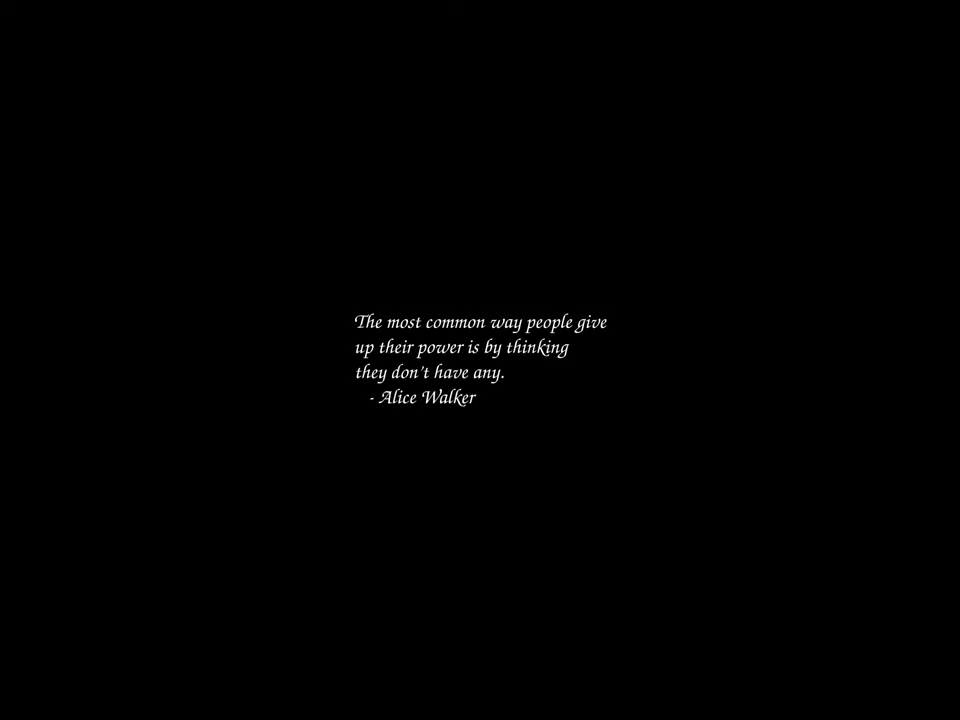 The most common way people give
up their power is by thinking
they don't have any.
- Alice Walker